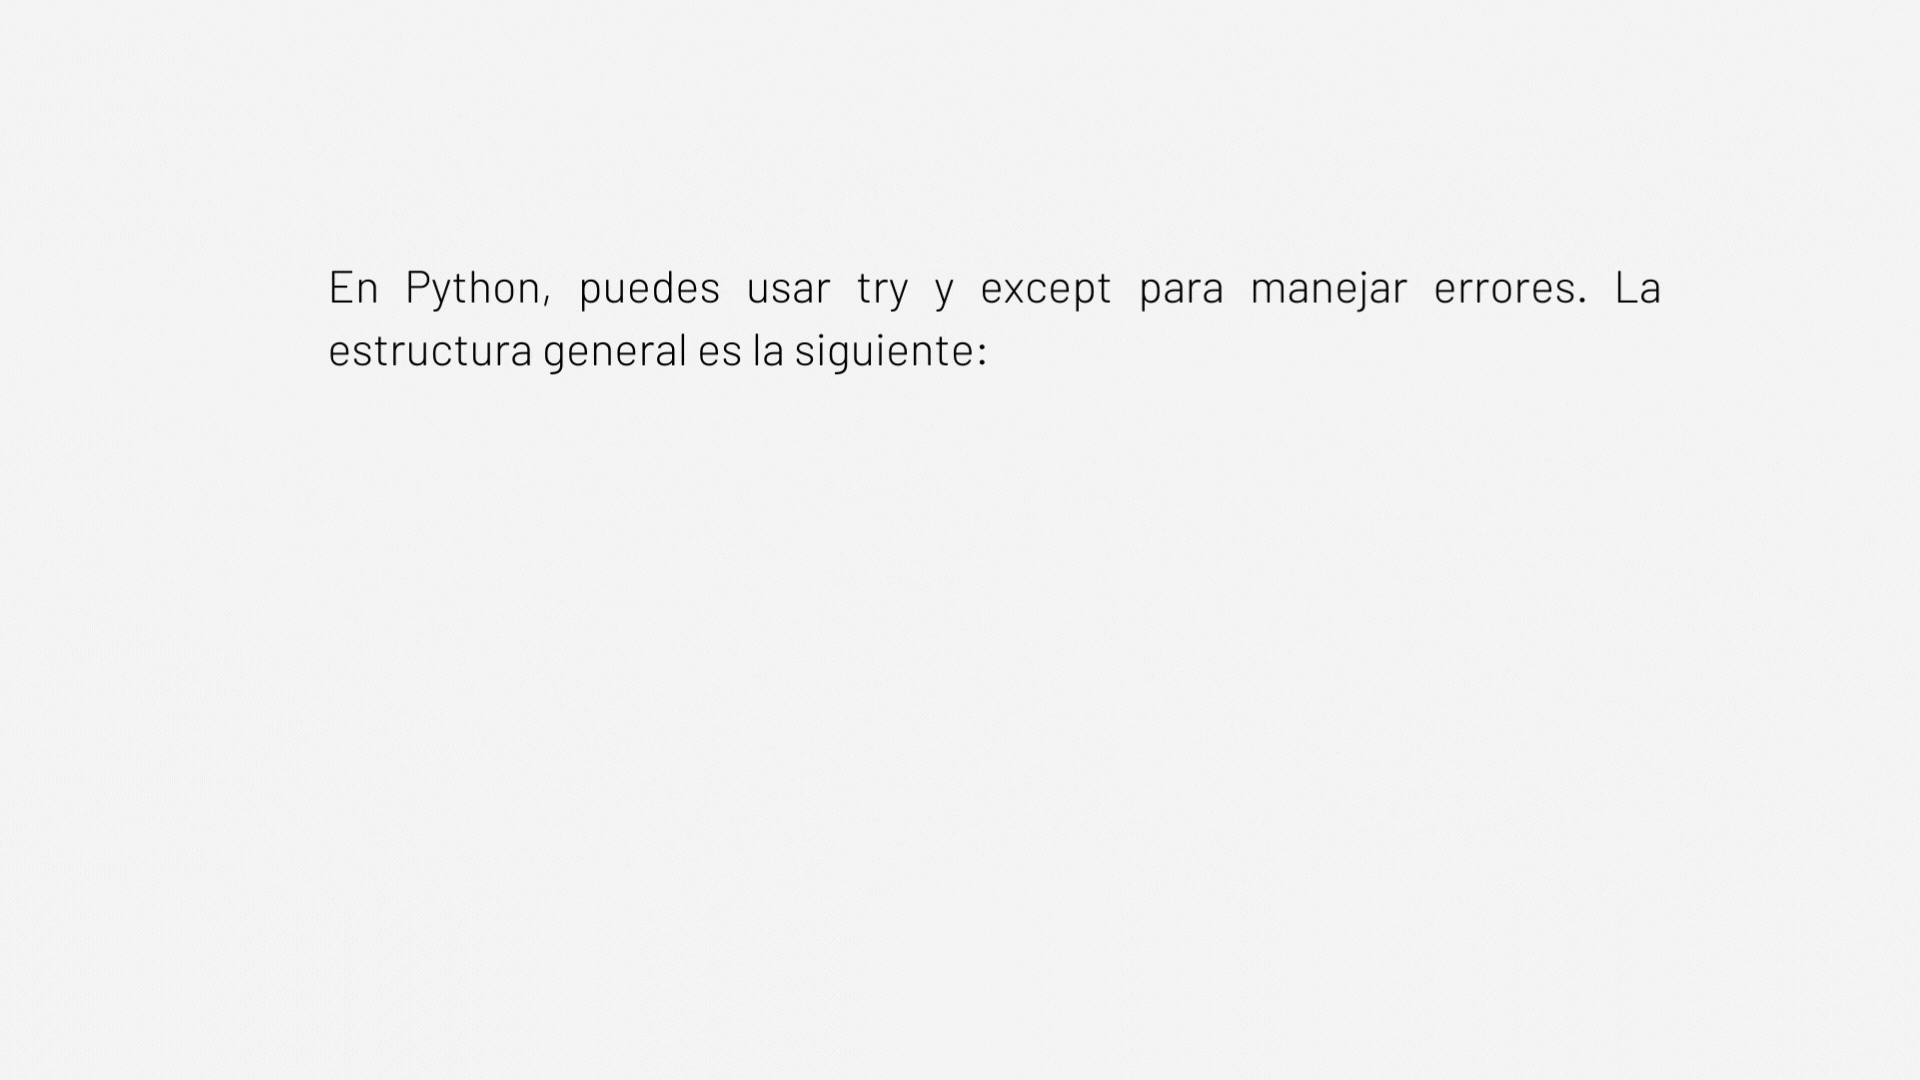 En Python, puedes usar try y except para manejar errores. La
estructura general es la siguiente: